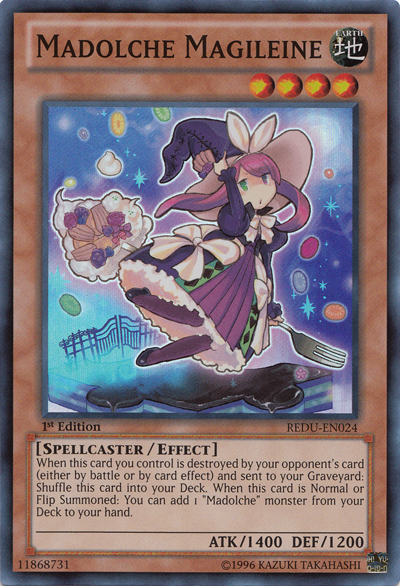 MADOLCHE MAGILEINE
EARTH
地
1st Edition
REDU-EN024
[SPELLCASTER / EFFECT]
When this card you control is destroyed by your opponent's card
(either by battle or by card effect) and sent to your Graveyard:
Shuffle this card into your Deck. When this card is Normal or
Flip Summoned: You can add 1 "Madolche" monster from
your Deck to your hand.
ATK/1400 DEF/1200
11868731
©1996 KAZUKI TAKAHASHI